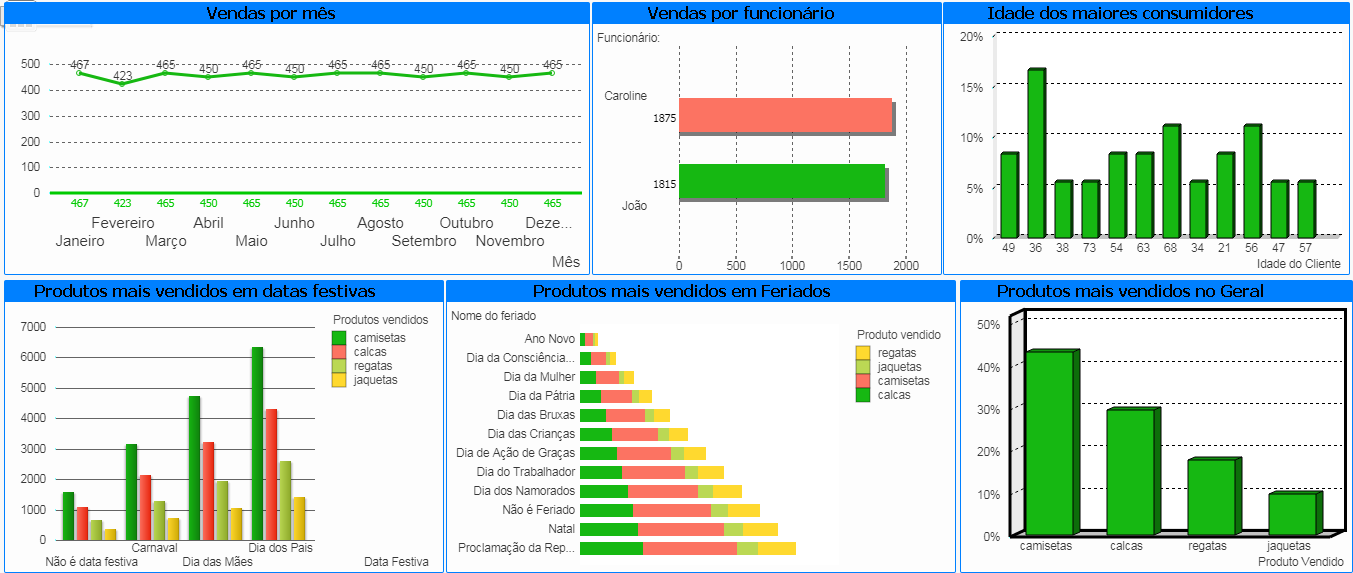 Vendas por mês
500
400
300
200
100
0
467 423 465 450 465 450 465 465 450 465 450 465
467 423 465 450 465 450 465 465 450 465 450 465
Fevereiro Abril Junho Agosto Outubro Deze...
Janeiro Março Maio Julho Setembro Novembro
Mês
Vendas por funcionário
Funcionário:
Caroline
1875
1815
João
0 500 1000 1500 2000
Idade dos maiores consumidores
20%
15%
10%
5%
0%
49 36 38 73 54 63 68 34 21 56 47 57
Idade do Cliente
Produtos mais vendidos em datas festivas
7000
6000
5000
4000
3000
2000
1000
0
Produtos vendidos
camisetas
calcas
regatas
jaquetas
Carnaval Dia dos Pais
Não é data festiva Dia das Mães Data Festiva
Produtos mais vendidos em Feriados
Nome do feriado
Ano Novo
Dia da Consciência...
Dia da Mulher
Dia da Pátria
Dia das Bruxas
Dia das Crianças
Dia de Ação de Graças
Dia do Trabalhador
Dia dos Namorados
Não é Feriado
Natal
Proclamação da Rep...
Produto vendido
regatas
jaquetas
camisetas
calcas
Produtos mais vendidos no Geral
50%
40%
30%
20%
10%
0%
camisetas calcas regatas jaquetas
Produto Vendido